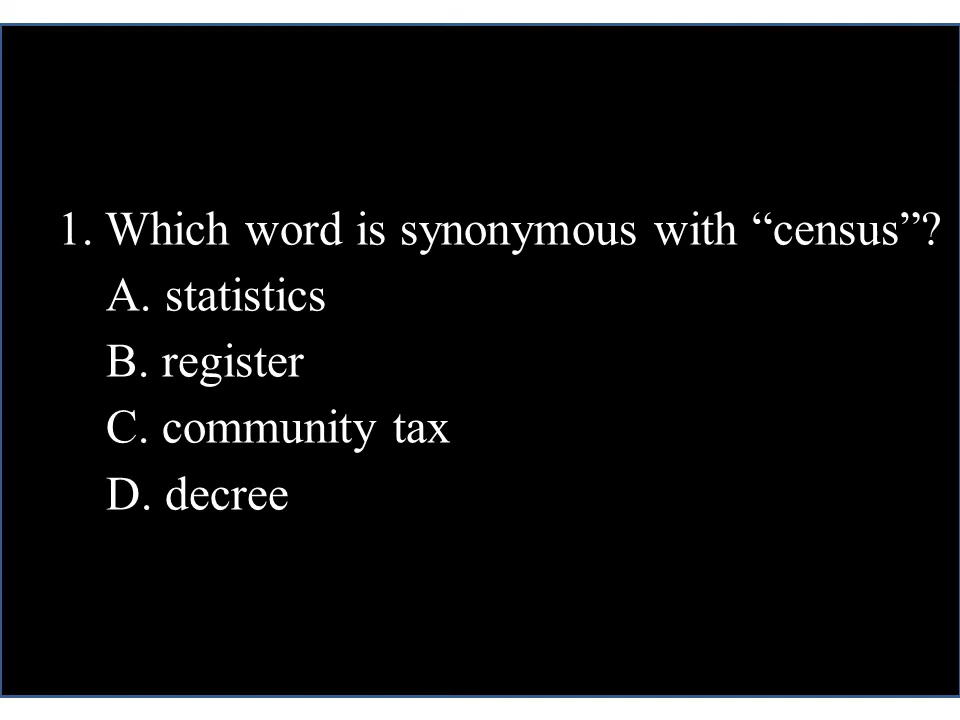 1. Which word is synonymous with “census”?
A. statistics
B. register
C. community tax
D. decree